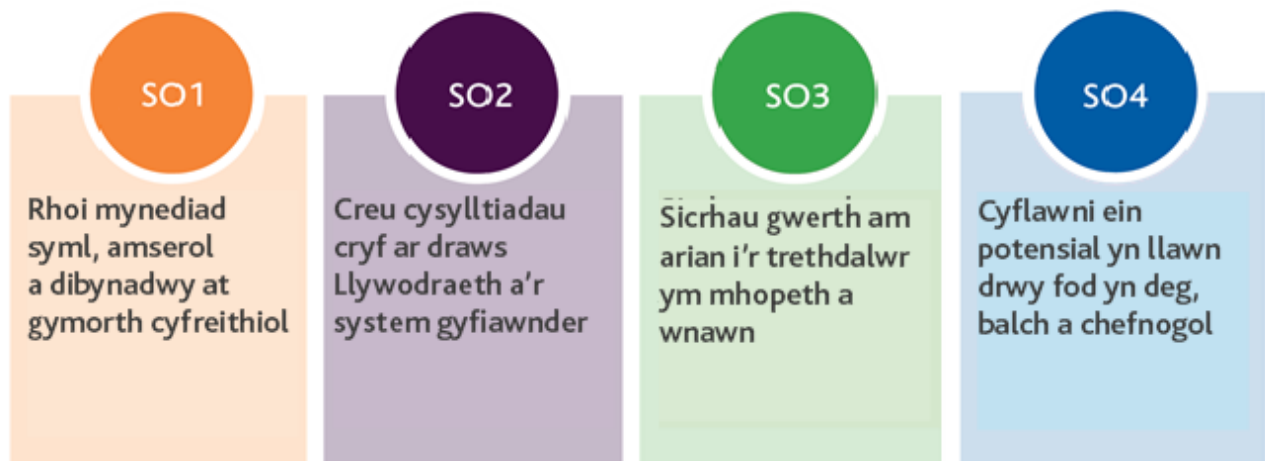 SO1
Rhoi mynediad
syml, amserol
a dibynadwy at
gymorth cyfreithiol
SO2
Creu cysylltiadau
cryf ar draws
Llywodraeth a'r
system gyfiawnder
SO3
Sicrhau gwerth am
arian i'r trethdalwr
ym mhopeth a
wnawn
SO4
Cyflawni ein
potensial yn llawn
drwy fod yn deg,
balch a chefnogol